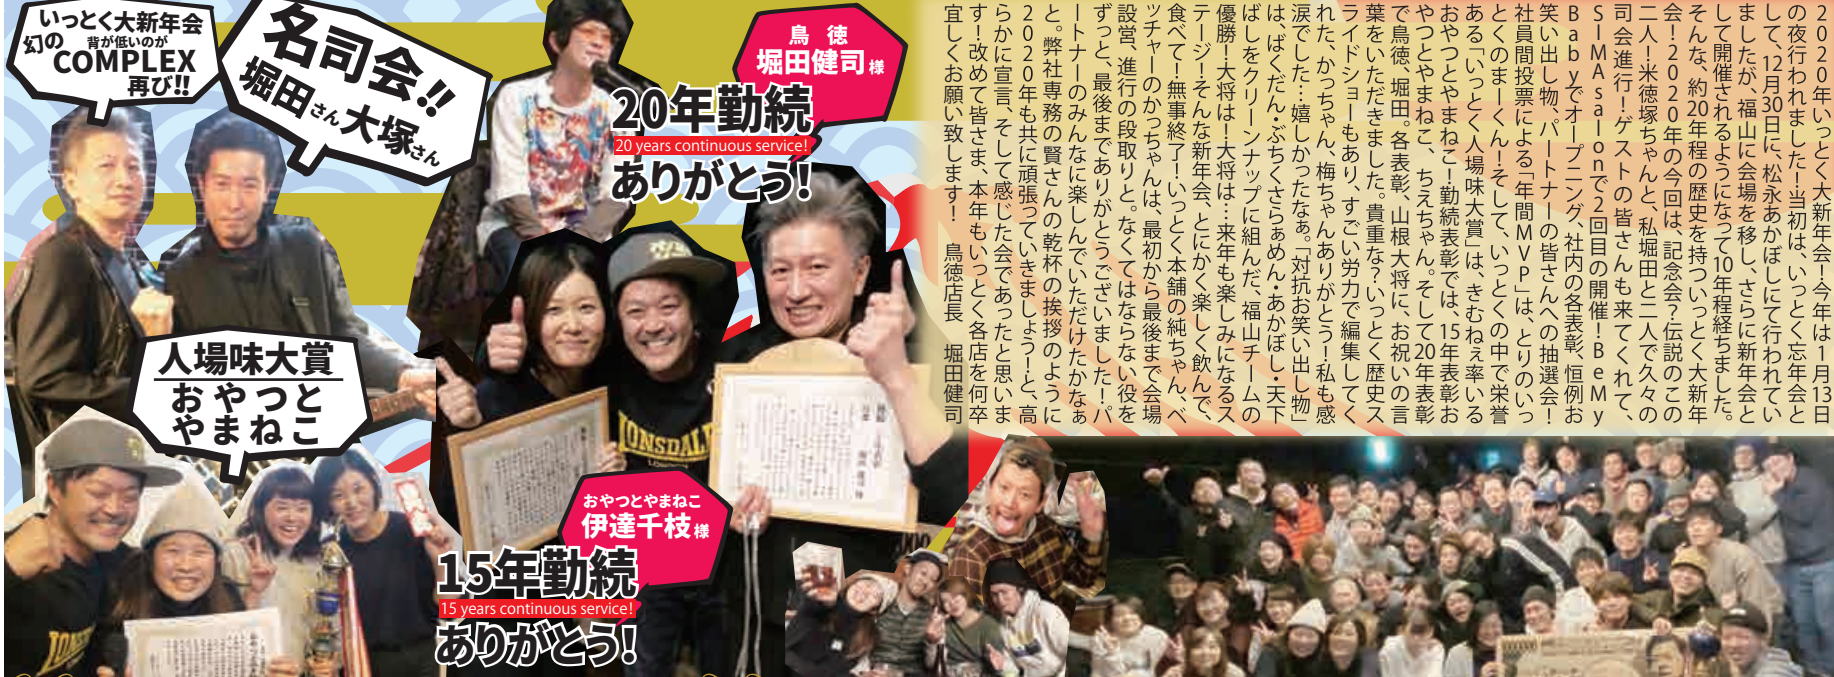 いっとく大新年会
幻の背が低いのが
COMPLEX
再び!!
名司会!!
堀田さん大塚さん
鳥徳
堀田健司様
20年勤続
20 years continuous service!
ありがとう!
人場味大賞
おやつと
やまねこ
おやつとやまねこ
伊達千枝様
15年勤続
15 years continuous service!
ありがとう!
LONSDALE
2020年いっとく大新年会!今年は1月13日
の夜行われました!当初は、いっとく忘年会と
して、12月30日に、松永あかぼしにて行われてい
ましたが、福山に会場を移し、さらに新年会と
して開催されるようになって10年程経ちました。
そんな、約20年程の歴史を持ついっとく大新年
会!2020年の今回は、記念会?伝説のこの
二人!米徳塚ちゃんと、私堀田と二人で久々の
司会進行!ゲストの皆さんも来てくれて、
SIMAsalonで2回目の開催!BeMy
Babyでオープニング、社内の各表彰、恒例お
笑い出し物、パートナーの皆さんへの抽選会!
社員間投票による「年間MVP」は、とりのいっ
とくのまーくん!そして、いっとくの中で栄誉
ある「いっとく人場味大賞」は、きむねぇ率いる
おやつとやまねこ!勤続表彰では、15年表彰お
やつとやまねこ、ちえちゃん。そして20年表彰
で鳥徳、堀田。各表彰、山根大将に、お祝いの言
葉をいただきました。貴重な?いっとく歴史ス
ライドショーもあり、すごい労力で編集してく
れた、かっちゃん、梅ちゃんありがとう!私も感
涙でした…嬉しかったなぁ。「対抗お笑い出し物」
は、ばくだん・ぶちくさらぁめん・あかぼし・天下
ばしをクリーンナップに組んだ、福山チームの
優勝!大将は!大将は…来年も楽しみになるス
テージ!そんな新年会、とにかく楽しく飲んで、
食べて!無事終了!いっとく本舗の純ちゃん、ベ
ッチャーのかっちゃんは、最初から最後まで会場
設営、進行の段取りと、なくてはならない役を
ずっと、最後までありがとうございました!パ
ートナーのみんなに楽しんでいただけたかなぁ
と。弊社専務の賢さんの乾杯の挨拶のように
2020年も共に頑張っていきましょう!と、高
らかに宣言、そして感じた会であったと思いま
す!改めて皆さま、本年もいっとく各店を何卒
宜しくお願い致します! 鳥徳店長 堀田健司